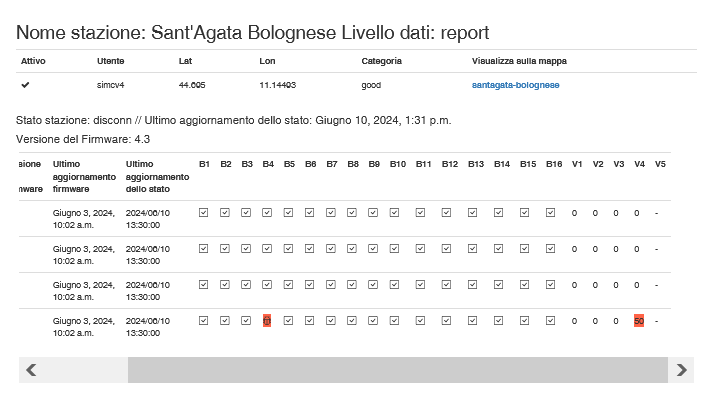 Nome stazione: Sant'Agata Bolognese Livello dati: report
Attivo Utente Lat Lon Categoria Visualizza sulla mappa
simcv4 44.605 11.14403 good santagata-bolognese
Stato stazione: disconn // Ultimo aggiornamento dello stato: Giugno 10, 2024, 1:31 p.m.
Versione del Firmware: 4.3
sione Ultimo Ultimo B1 B2 B3 B4 B5 B6 B7 B8 B9 B10 B11 B12 B13 B14 B15 B16 V1 V2 V3 V4 V5
aggiornamento aggiornamento
nware firmware dello stato
Giugno 3, 2024, 2024/06/10 0 0 0 0 -
10:02 a.m. 13:30:00
Giugno 3, 2024, 2024/06/10 0 0 0 0 -
10:02 a.m. 13:30:00
Giugno 3, 2024, 2024/06/10 0 0 0 0 -
10:02 a.m. 13:30:00
Giugno 3, 2024, 2024/06/10 0 0 0 50 -
10:02 a.m. 13:30:00